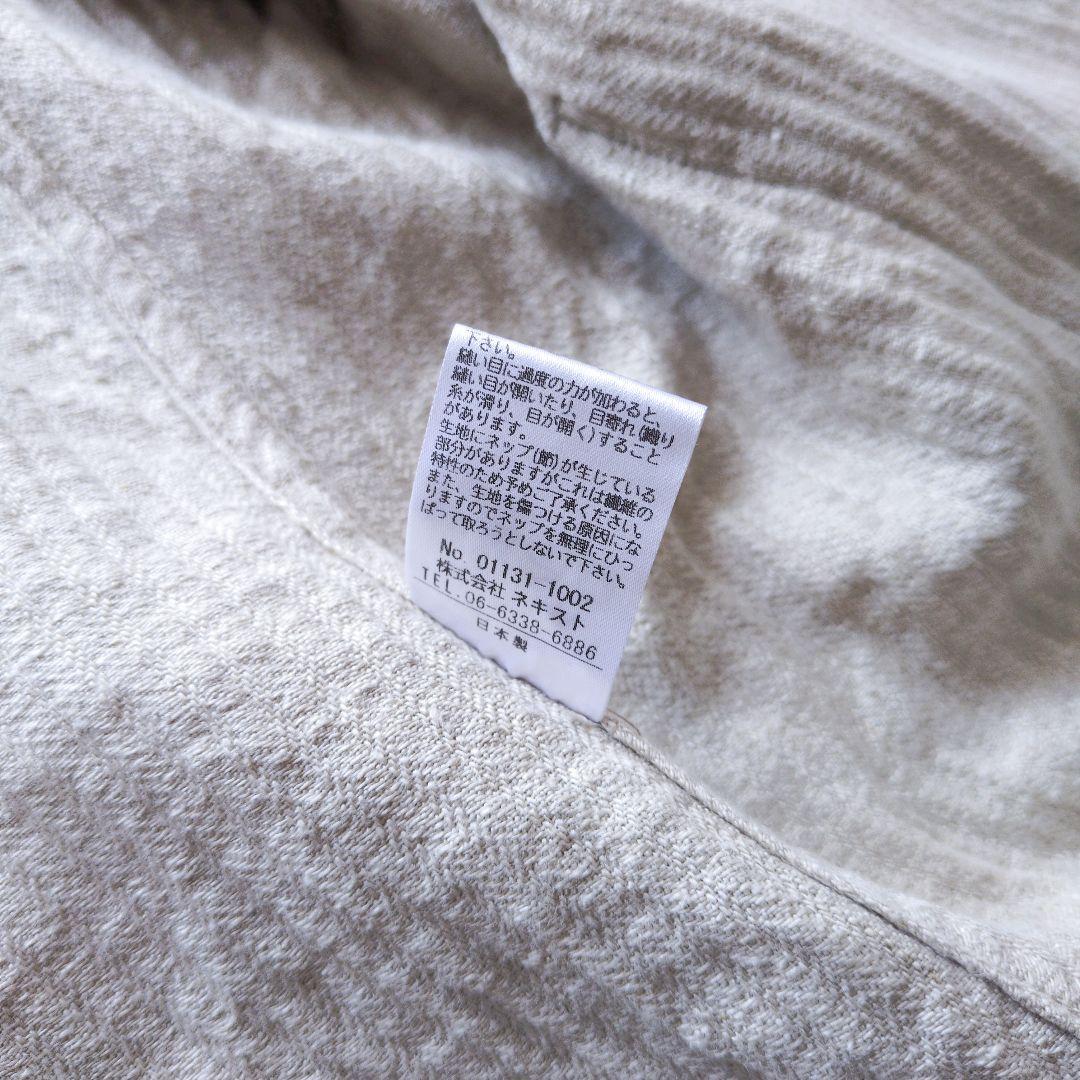 下さい。
縫い目に過度の力が加わると、
縫い目が開いたり、目寄れ(織り
糸が滑り、目が開く)すること
があります。
生地にネップ(節)が生じている
部分がありますがこれは繊維の
特性のため予めご了承ください。
また、生地を傷つける原因にな
りますのでネップを無理にひっ
ぱって取ろうとしないで下さい。
No. 01131-1002
株式会社 ネキスト
TEL.06-6338-6886
日本製